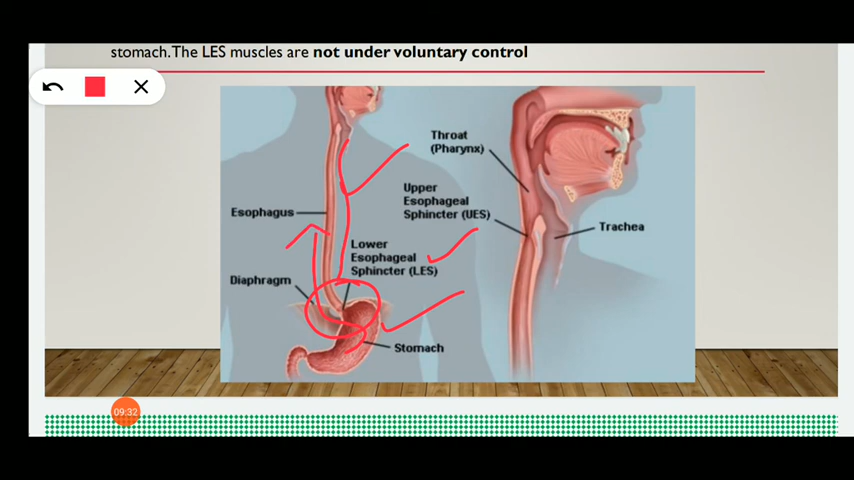 stomach. The LES muscles are not under voluntary control
Throat
(Pharynx)
Upper
Esophageal
Sphincter (UES)
Esophagus
Trachea
Lower
Esophageal
Sphincter (LES)
Diaphragm
Stomach
09:32